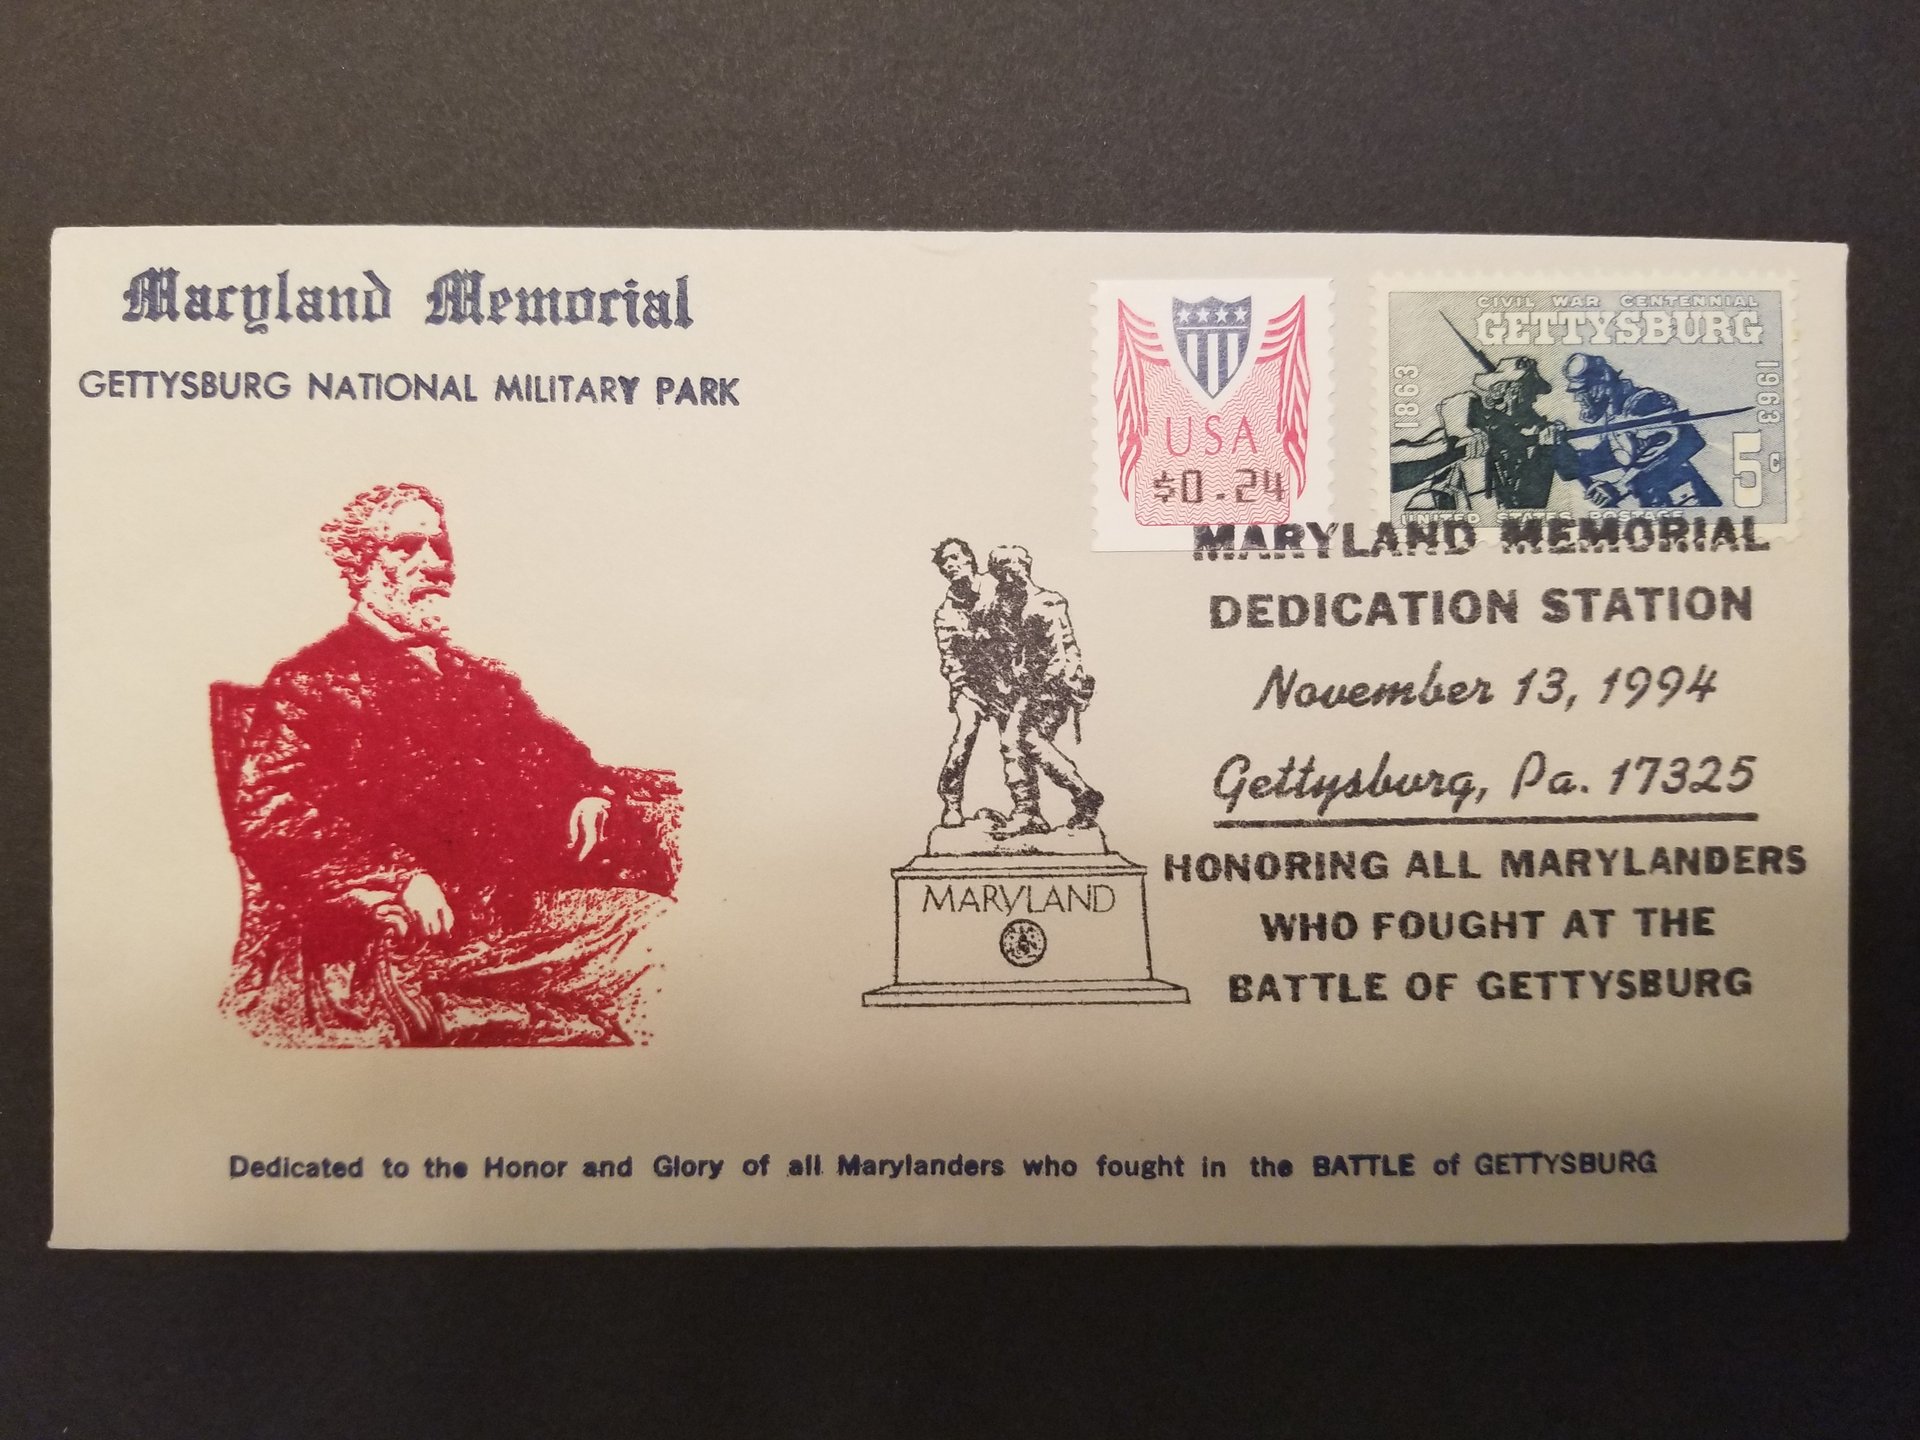 Maryland Memorial
GETTYSBURG NATIONAL MILITARY PARK
USA
$0.24
CIVIL WAR CENTENNIAL
GETTYSBURG
1863
1963
5c
UNITED STATES POSTAGE
MARYLAND MEMORIAL
DEDICATION STATION
November 13, 1994
Gettysburg, Pa. 17325
HONORING ALL MARYLANDERS
WHO FOUGHT AT THE
BATTLE OF GETTYSBURG
MARYLAND
Dedicated to the Honor and Glory of all Marylanders who fought in the BATTLE of GETTYSBURG